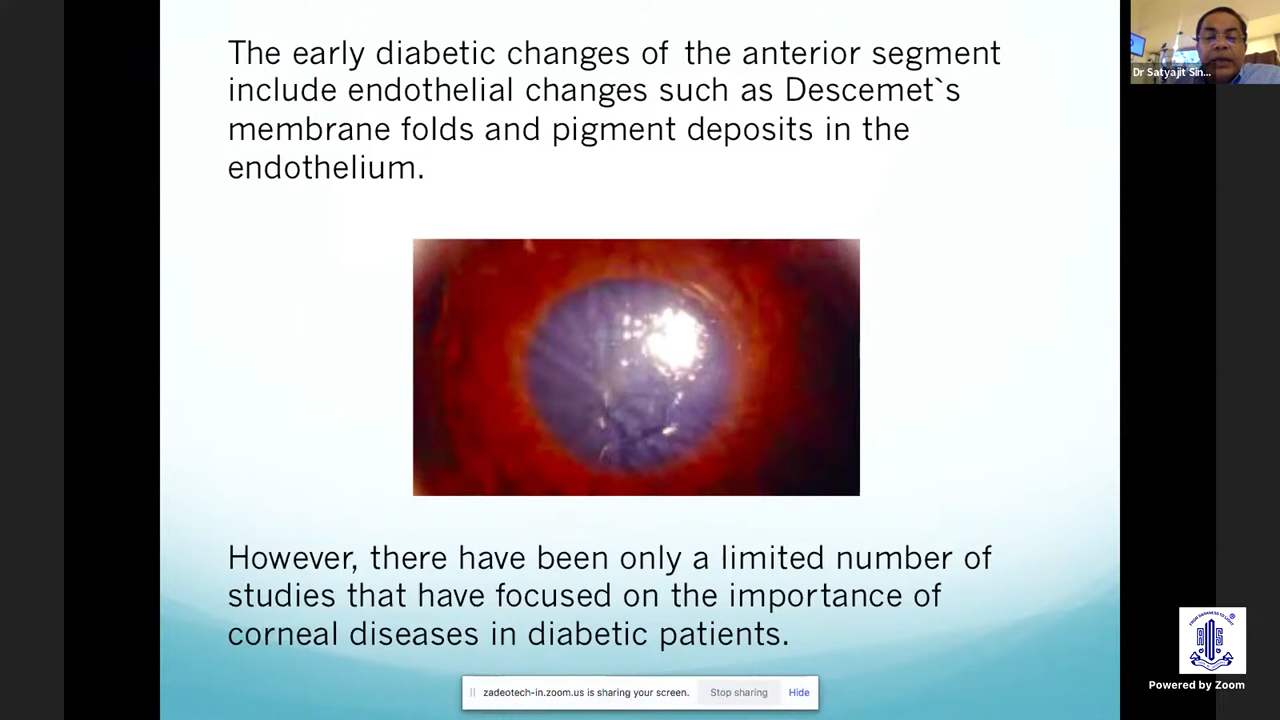 The early diabetic changes of the anterior segment
include endothelial changes such as Descemet`s
membrane folds and pigment deposits in the
endothelium.
However, there have been only a limited number of
studies that have focused on the importance of
corneal diseases in diabetic patients.
zadeotech-in.zoom.us is sharing your screen.
Stop sharing
Hide
Dr Satyajit Sin...
Powered by Zoom